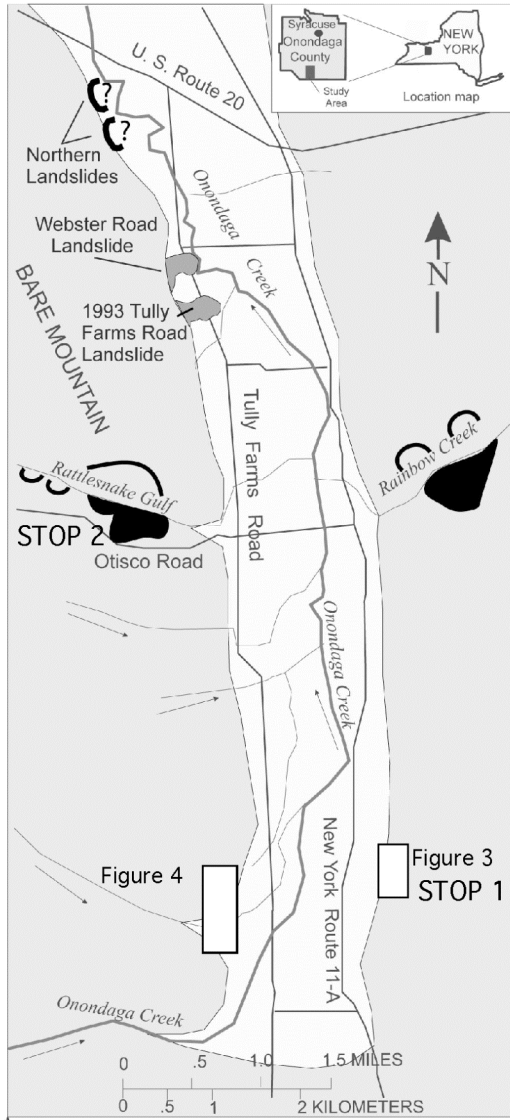 Syracuse
Onondaga
County
Study
Area
NEW
YORK
Location map
U. S. Route 20
?
?
Northern
Landslides
Onondaga
Creek
Webster Road
Landslide
N
1993 Tully
Farms Road
Landslide
BARE MOUNTAIN
Tully Farms Road
Rainbow Creek
Rattlesnake Gulf
STOP 2
Otisco Road
Onondaga Creek
New York Route 11-A
Figure 4
Figure 3
STOP 1
Onondaga Creek
0 .5 1.0 1.5 MILES
0 .5 1 2 KILOMETERS